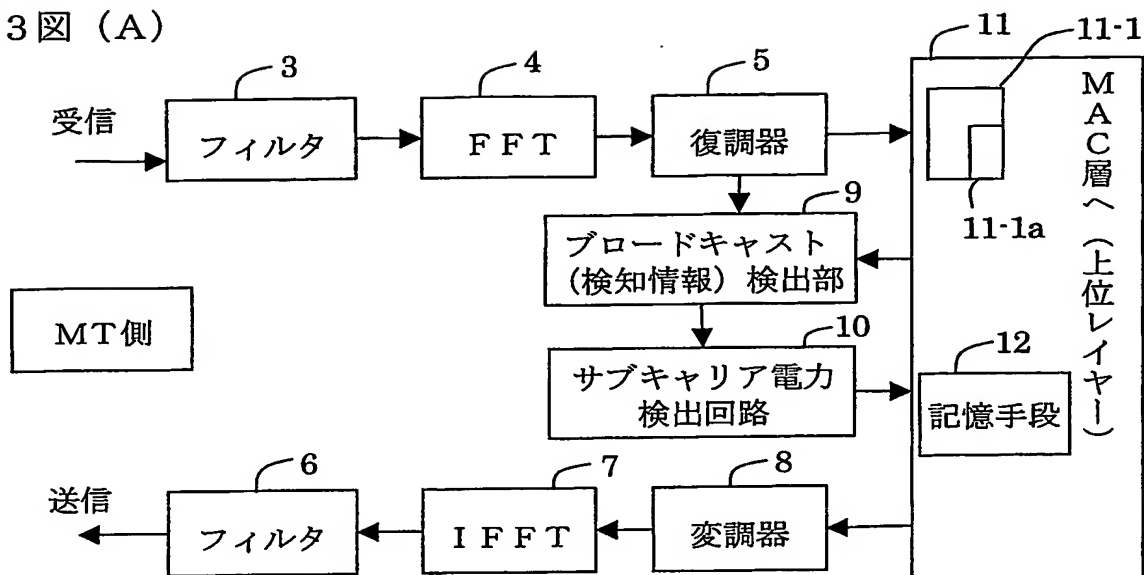 3図（A）
11
11-1
3
4
5
受信
フィルタ
FFT
復調器
11-1a
MAC層へ（上位レイヤー）
9
ブロードキャスト
（検知情報）検出部
MT側
10
サブキャリア電力
検出回路
12
記憶手段
6
7
8
送信
フィルタ
IFFT
変調器